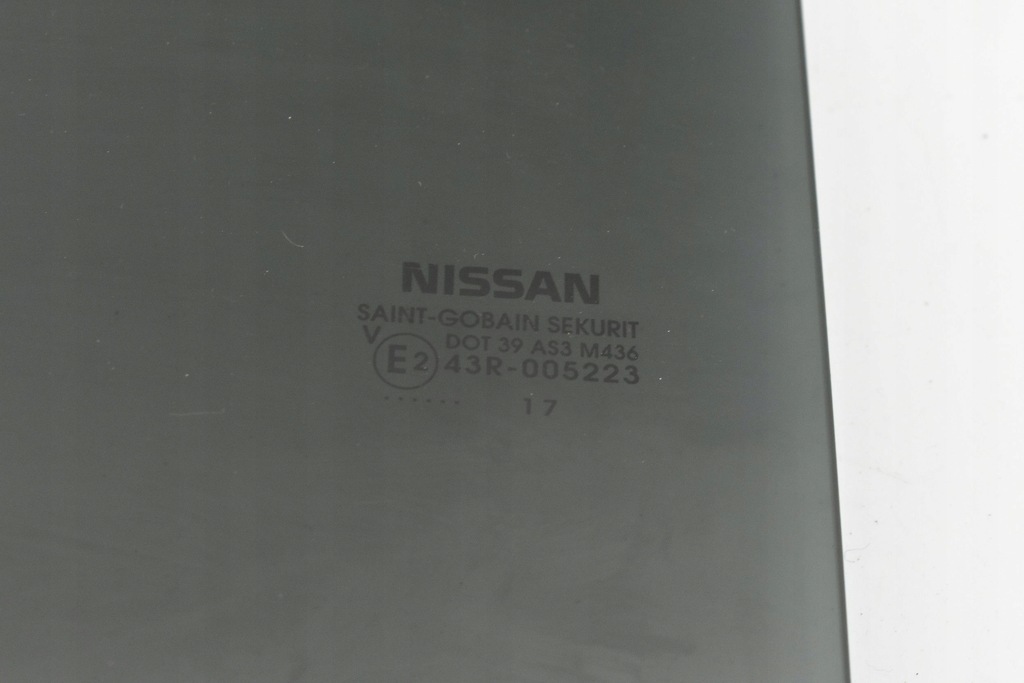 NISSAN
SAINT-GOBAIN SEKURIT
V
DOT 39 AS3 M436
E2 43R-005223
...... 17